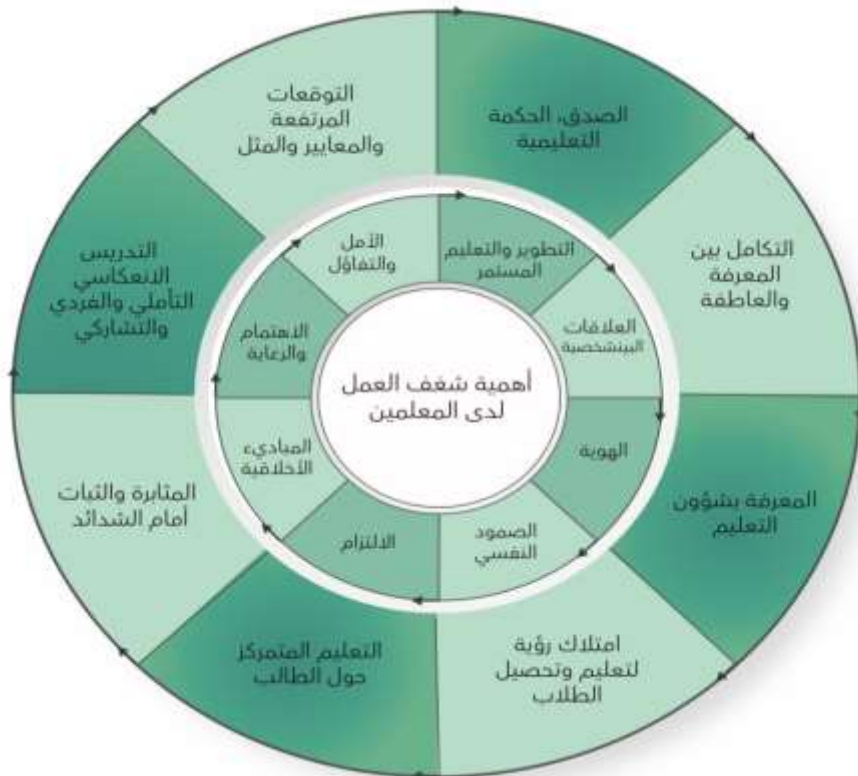 أهمية شغف العمل
لدى المعلمين
التطوير والتعليم
المستمر
العلاقات
البينشخصية
الهوية
الصمود
النفسي
الالتزام
المباديء
الأخلاقية
الاهتمام
والرعاية
الأمل
والتفاؤل
الصدق، الحكمة
التعليمية
التكامل بين
المعرفة
والعاطفة
المعرفة بشؤون
التعليم
امتلاك رؤية
لتعليم وتحصيل
الطلاب
التعليم المتمركز
حول الطالب
المثابرة والثبات
أمام الشدائد
التدريس
الانعكاسي
التأملي والفردي
والتشاركي
التوقعات
المرتفعة
والمعايير والمثل